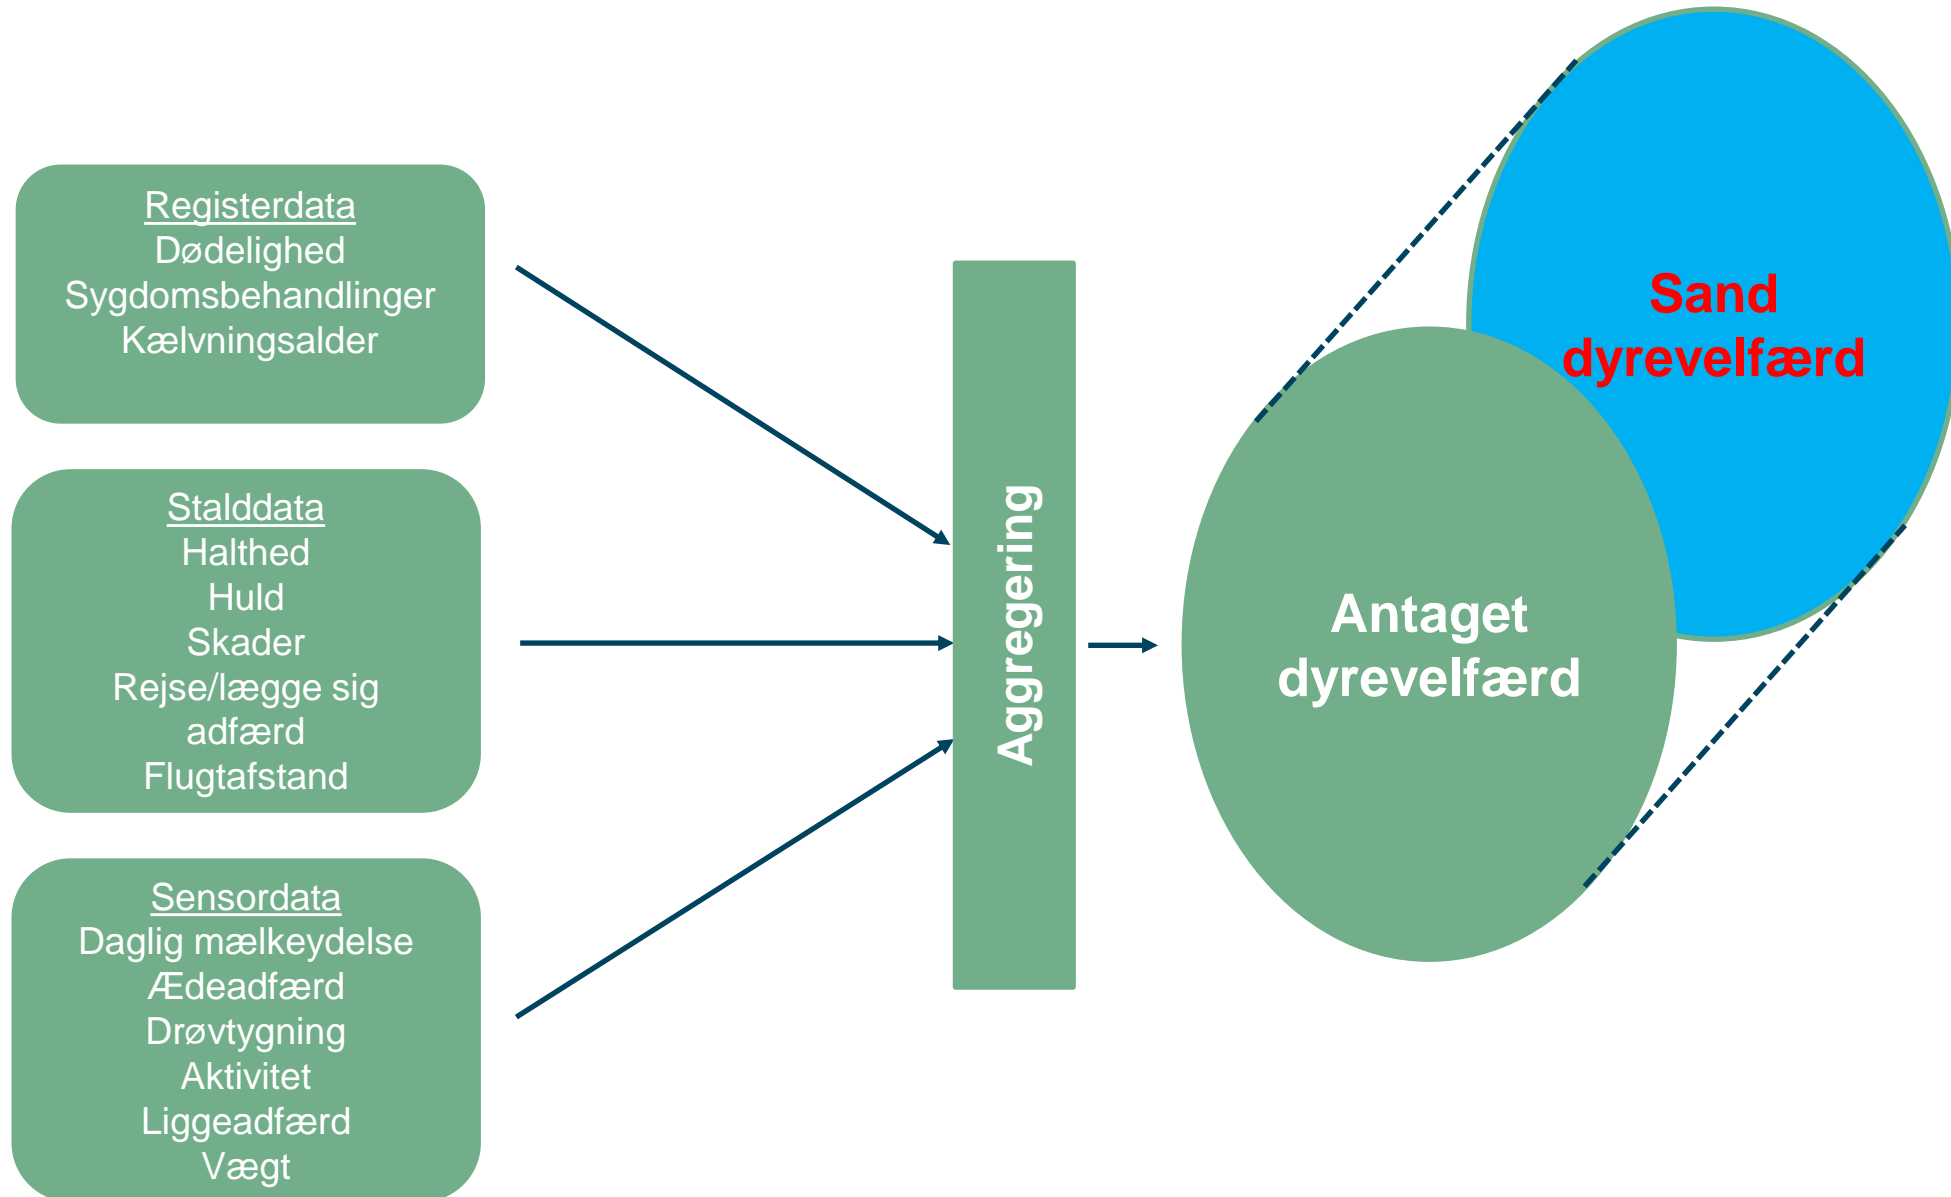 Registerdata
Dødelighed
Sygdomsbehandlinger
Kælvningsalder
Stalddata
Halthed
Huld
Skader
Rejse/lægge sig
adfærd
Flugtafstand
Sensordata
Daglig mælkeydelse
Ædeadfærd
Drøvtygning
Aktivitet
Liggeadfærd
Vægt
Aggregering
Antaget
dyrevelfærd
Sand
dyrevelfærd